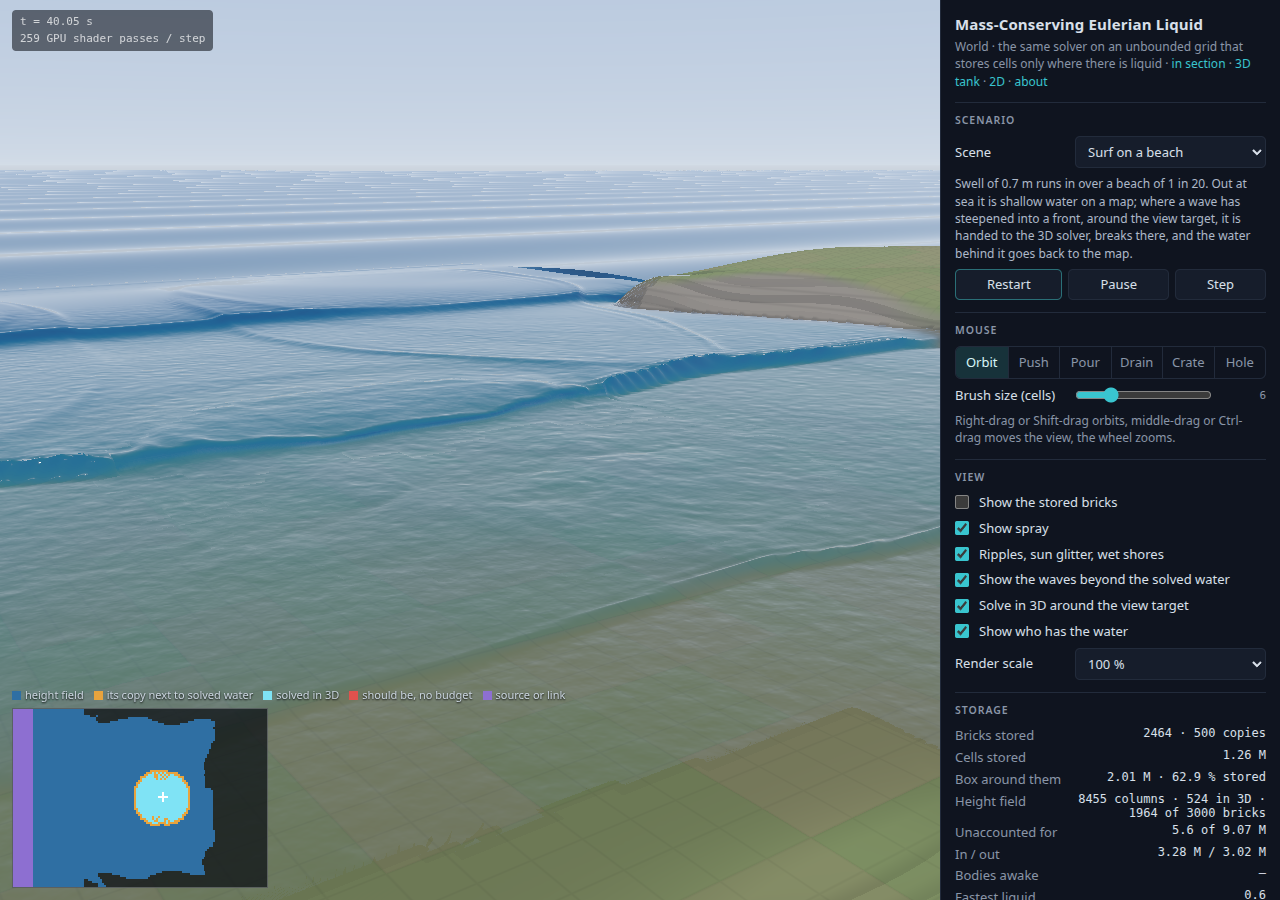 t = 40.05 s
259 GPU shader passes / step
Mass-Conserving Eulerian Liquid
World · the same solver on an unbounded grid that
stores cells only where there is liquid · in section · 3D
tank · 2D · about
SCENARIO
Scene
Surf on a beach
Swell of 0.7 m runs in over a beach of 1 in 20. Out at
sea it is shallow water on a map; where a wave has
steepened into a front, around the view target, it is
handed to the 3D solver, breaks there, and the water
behind it goes back to the map.
Restart Pause Step
MOUSE
Orbit Push Pour Drain Crate Hole
Brush size (cells) 6
Right-drag or Shift-drag orbits, middle-drag or Ctrl-
drag moves the view, the wheel zooms.
VIEW
Show the stored bricks
Show spray
Ripples, sun glitter, wet shores
Show the waves beyond the solved water
Solve in 3D around the view target
Show who has the water
Render scale 100 %
STORAGE
Bricks stored 2464 · 500 copies
Cells stored 1.26 M
Box around them 2.01 M · 62.9 % stored
Height field 8455 columns · 524 in 3D ·
1964 of 3000 bricks
Unaccounted for 5.6 of 9.07 M
In / out 3.28 M / 3.02 M
Bodies awake –
Fastest liquid 0.6
height field its copy next to solved water solved in 3D should be, no budget source or link